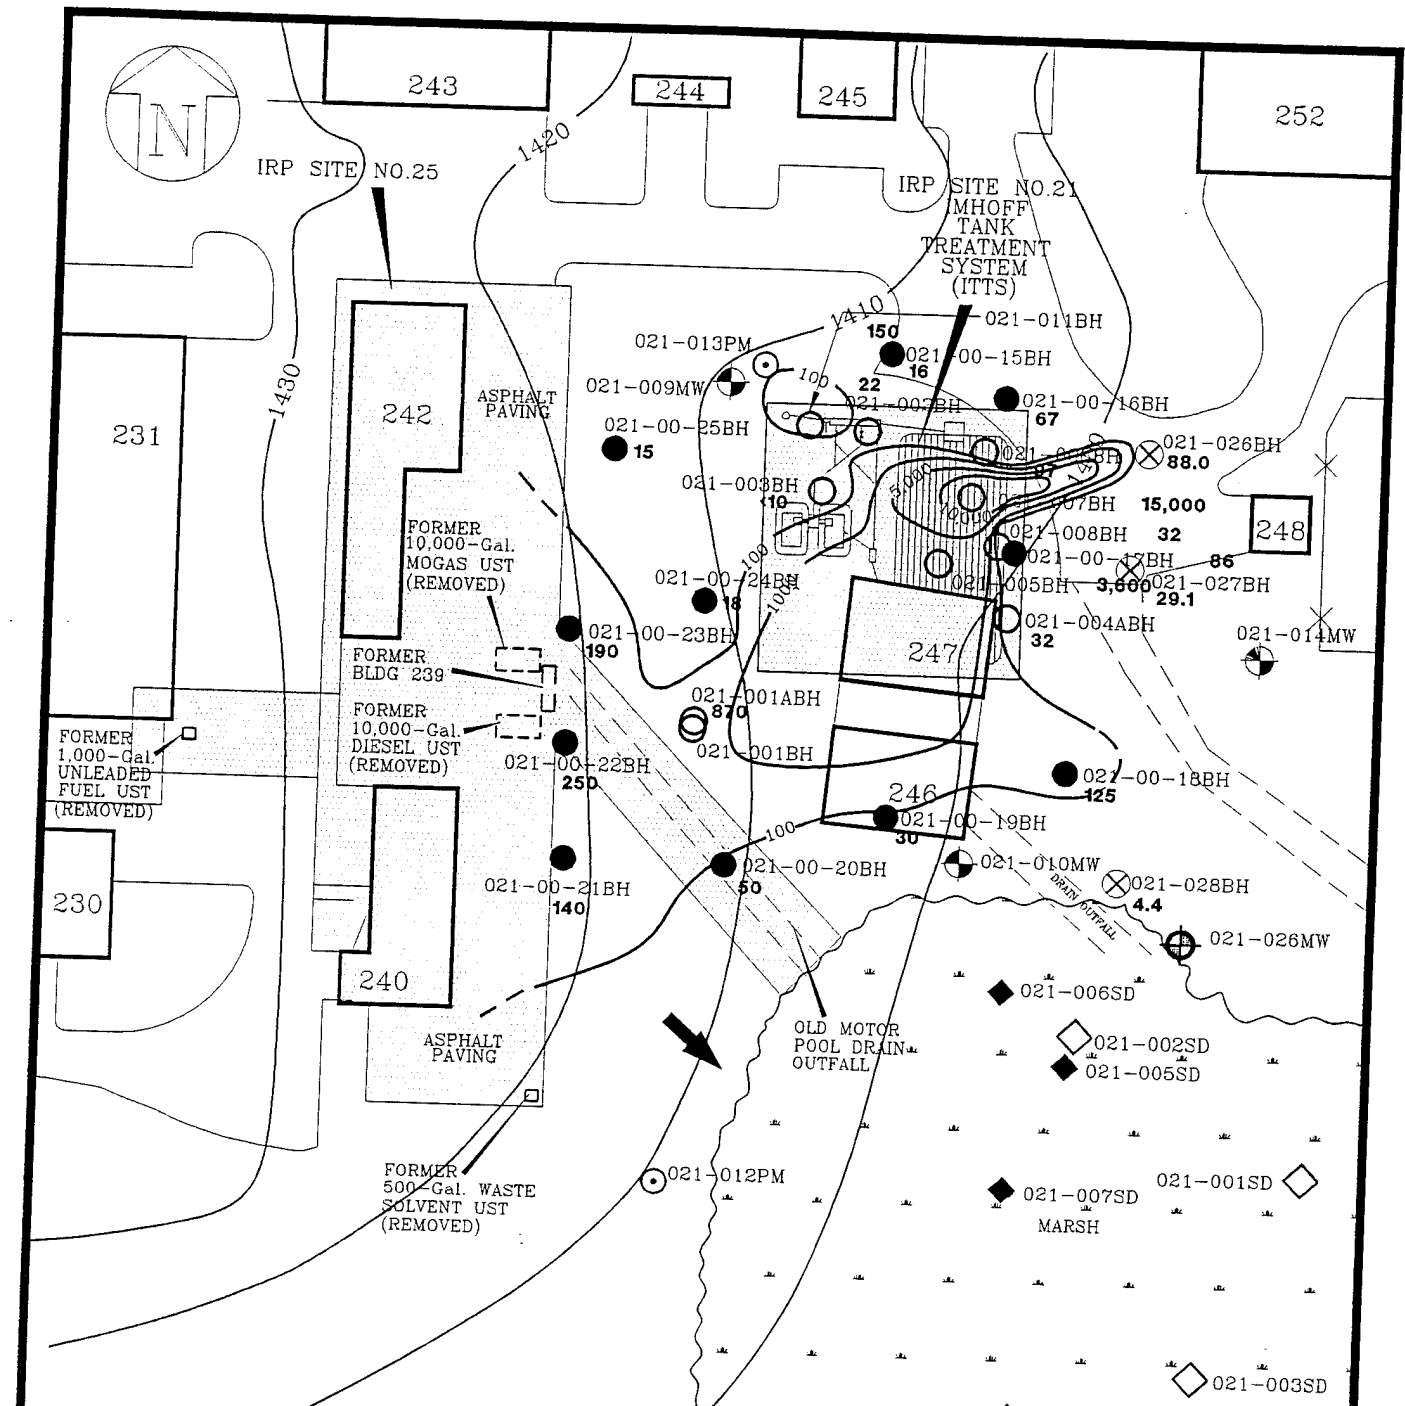 243
244
245
252
N
1420
IRP SITE NO.25
IRP SITE NO.21
IMHOFF
TANK
TREATMENT
SYSTEM
(ITTS)
1410
021-011BH
150
021-013PM
021-00-15BH
16
1430
100
22
021-009MW
ASPHALT
PAVING
021-002BH
021-00-16BH
67
242
231
021-00-25BH
15
1400
021-026BH
88.0
97
5,000
021-003BH
<10
10,000
15,000
248
FORMER
10,000-Gal.
MOGAS UST
(REMOVED)
021-008BH
32
021-00-17BH
86
100
1000
021-00-24BH
18
021-005BH
3,600
021-027BH
29.1
021-004ABH
32
021-00-23BH
190
021-014MW
FORMER
BLDG 239
247
021-001ABH
870
FORMER
10,000-Gal.
DIESEL UST
(REMOVED)
FORMER
1,000-Gal.
UNLEADED
FUEL UST
(REMOVED)
021-001BH
021-00-22BH
250
021-00-18BH
125
246
021-00-19BH
30
100
021-00-20BH
50
021-010MW
021-00-21BH
140
021-028BH
4.4
DRAIN OUTFALL
230
021-026MW
240
021-006SD
ASPHALT
PAVING
OLD MOTOR
POOL DRAIN
OUTFALL
021-002SD
021-005SD
FORMER
500-Gal. WASTE
SOLVENT UST
(REMOVED)
021-012PM
021-007SD
021-001SD
MARSH
021-003SD